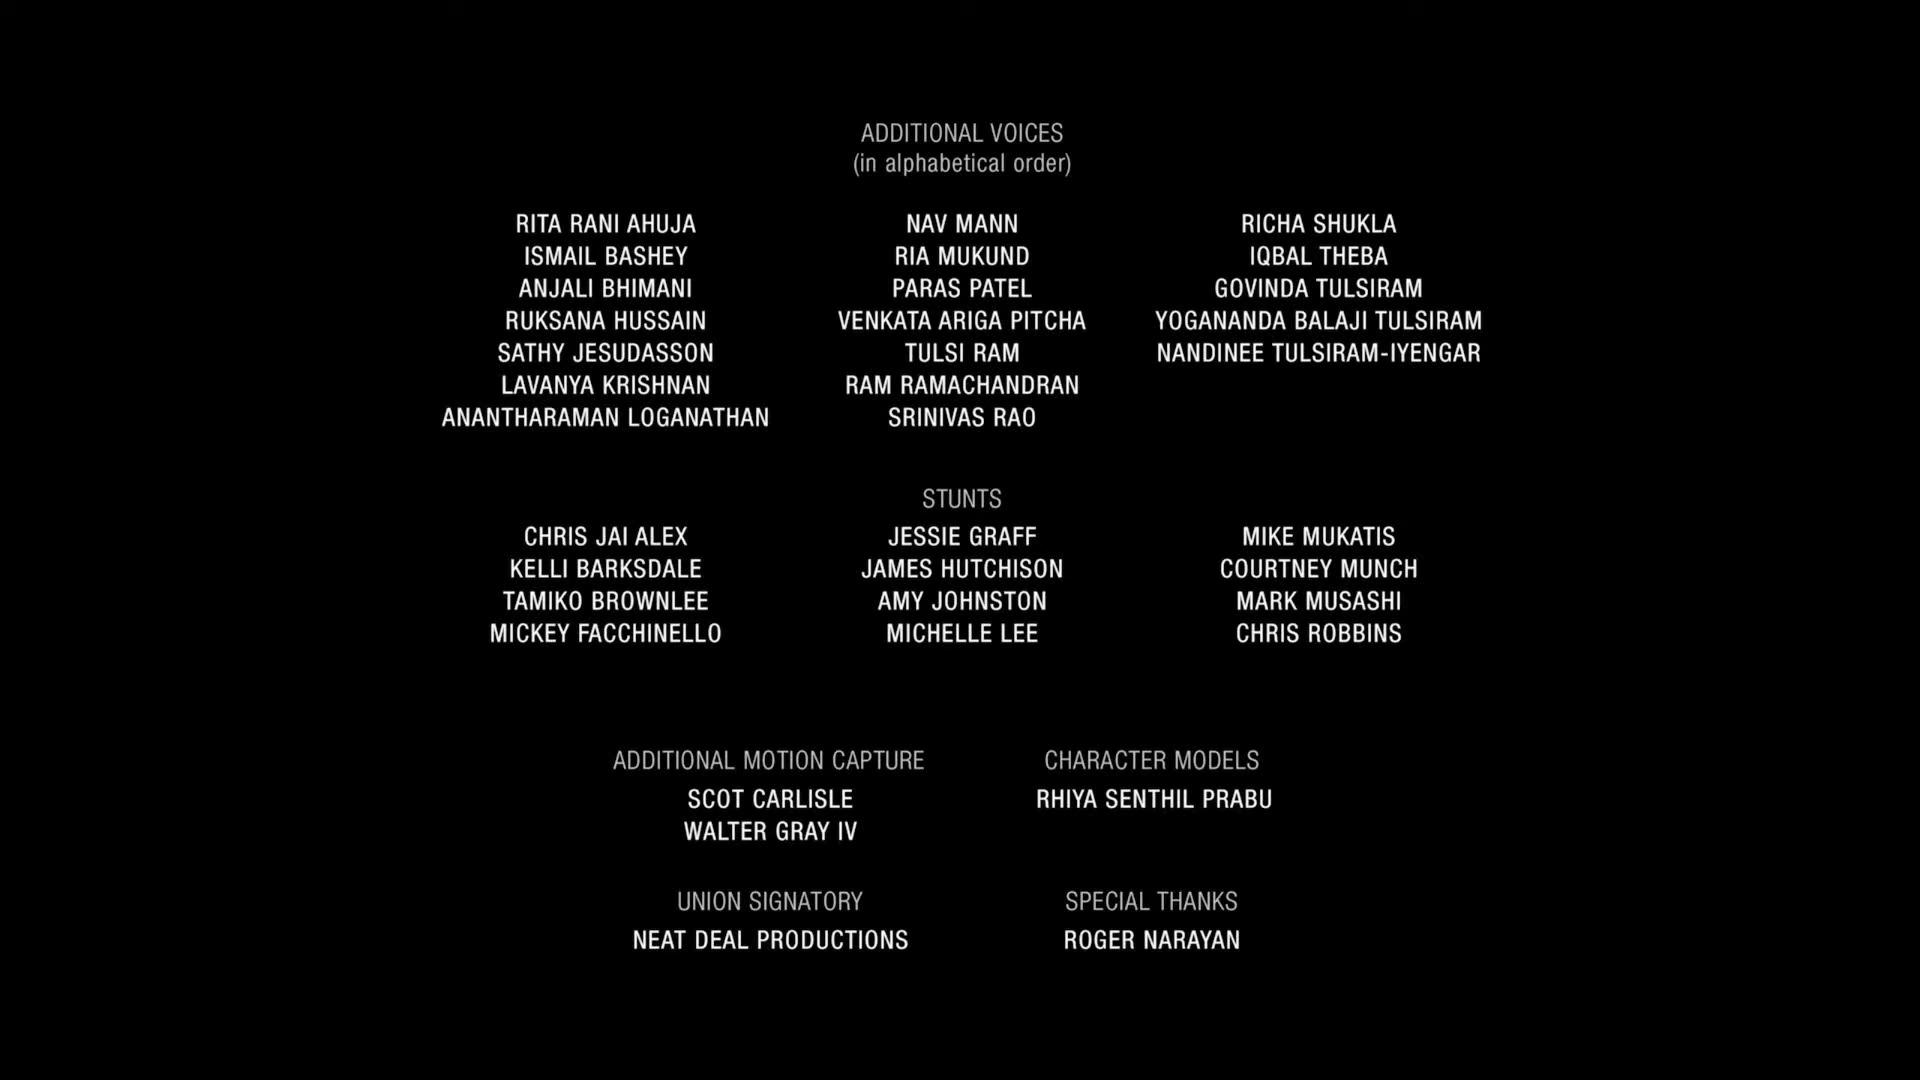 ADDITIONAL VOICES
(in alphabetical order)
RITA RANI AHUJA
ISMAIL BASHEY
ANJALI BHIMANI
RUKSANA HUSSAIN
SATHY JESUDASSON
LAVANYA KRISHNAN
ANANTHARAMAN LOGANATHAN
NAV MANN
RIA MUKUND
PARAS PATEL
VENKATA ARIGA PITCHA
TULSI RAM
RAM RAMACHANDRAN
SRINIVAS RAO
RICHA SHUKLA
IQBAL THEBA
GOVINDA TULSIRAM
YOGANANDA BALAJI TULSIRAM
NANDINEE TULSIRAM-IYENGAR
STUNTS
CHRIS JAI ALEX
KELLI BARKSDALE
TAMIKO BROWNLEE
MICKEY FACCHINELLO
JESSIE GRAFF
JAMES HUTCHISON
AMY JOHNSTON
MICHELLE LEE
MIKE MUKATIS
COURTNEY MUNCH
MARK MUSASHI
CHRIS ROBBINS
ADDITIONAL MOTION CAPTURE
SCOT CARLISLE
WALTER GRAY IV
CHARACTER MODELS
RHIYA SENTHIL PRABU
UNION SIGNATORY
NEAT DEAL PRODUCTIONS
SPECIAL THANKS
ROGER NARAYAN